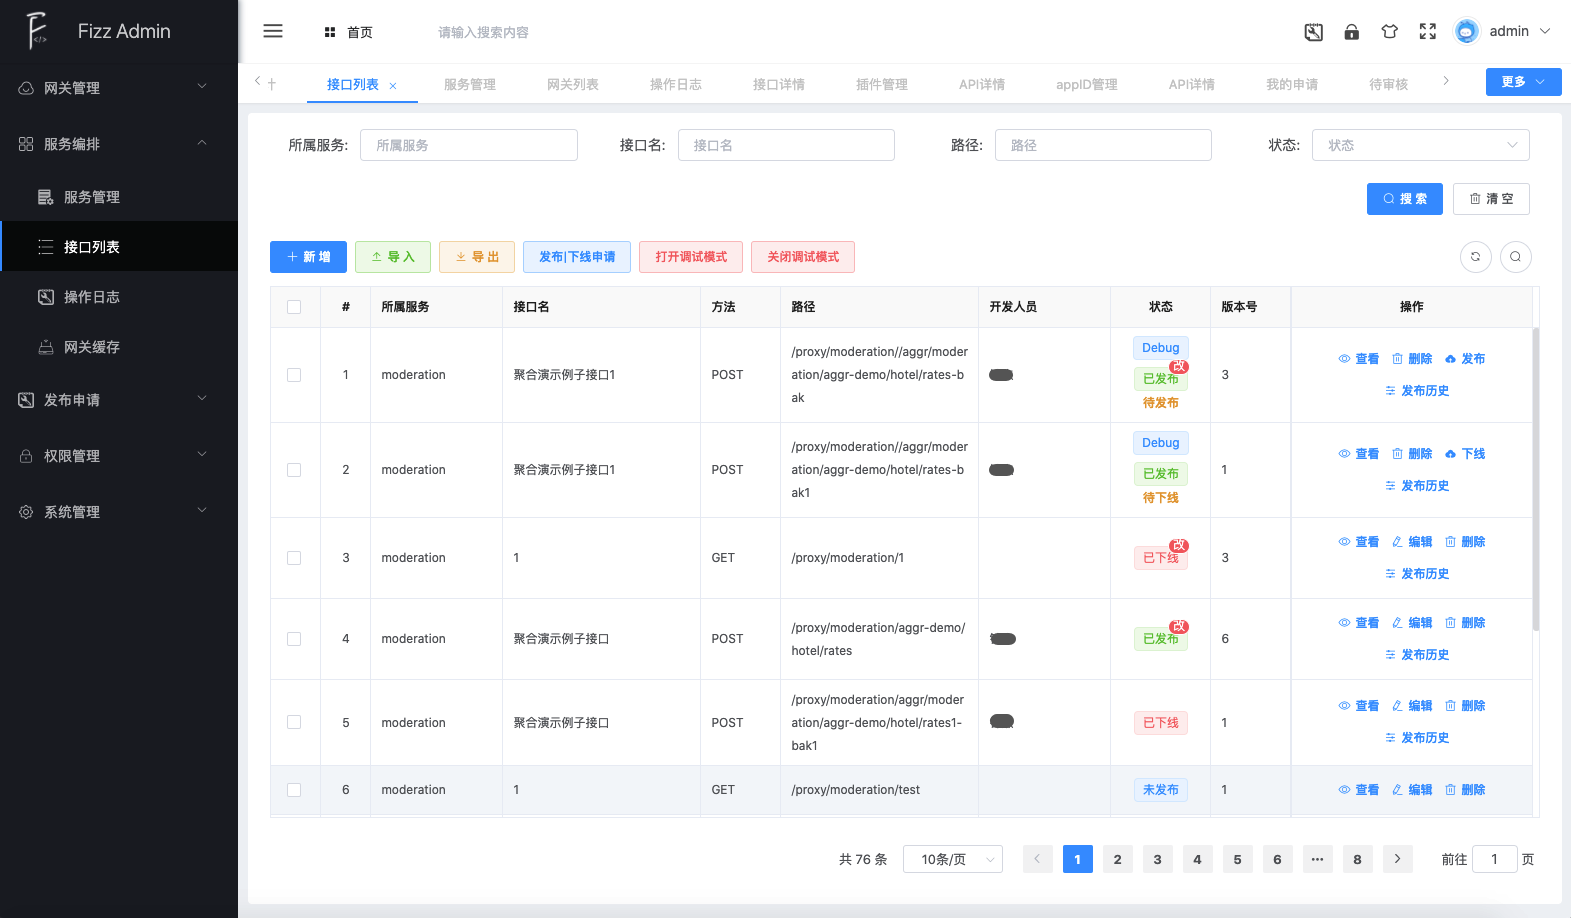 Fizz Admin
首页
请输入搜索内容
admin
网关管理
服务编排
服务管理
接口列表
操作日志
网关缓存
发布申请
权限管理
系统管理
接口列表
服务管理
网关列表
操作日志
接口详情
插件管理
API详情
appID管理
API详情
我的申请
待审核
更多
所属服务: 所属服务
接口名: 接口名
路径: 路径
状态: 状态
搜 索
清 空
新 增
导 入
导 出
发布|下线申请
打开调试模式
关闭调试模式
# 所属服务 接口名 方法 路径 开发人员 状态 版本号 操作
1 moderation 聚合演示例子接口1 POST
/proxy/moderation//aggr/moder
ation/aggr-demo/hotel/rates-b
ak
Debug
改
已发布
待发布
3
查看 删除 发布
发布历史
2 moderation 聚合演示例子接口1 POST
/proxy/moderation//aggr/moder
ation/aggr-demo/hotel/rates-b
ak1
Debug
已发布
待下线
1
查看 删除 下线
发布历史
3 moderation 1 GET /proxy/moderation/1
改
已下线
3
查看 编辑 删除
发布历史
4 moderation 聚合演示例子接口 POST
/proxy/moderation/aggr-demo/
hotel/rates
改
已发布
6
查看 编辑 删除
发布历史
5 moderation 聚合演示例子接口 POST
/proxy/moderation/aggr/moder
ation/aggr-demo/hotel/rates1-
bak1
已下线
1
查看 编辑 删除
发布历史
6 moderation 1 GET /proxy/moderation/test 未发布 1 查看 编辑 删除
共 76 条 10条/页 1 2 3 4 5 6 ··· 8 前往 1 页